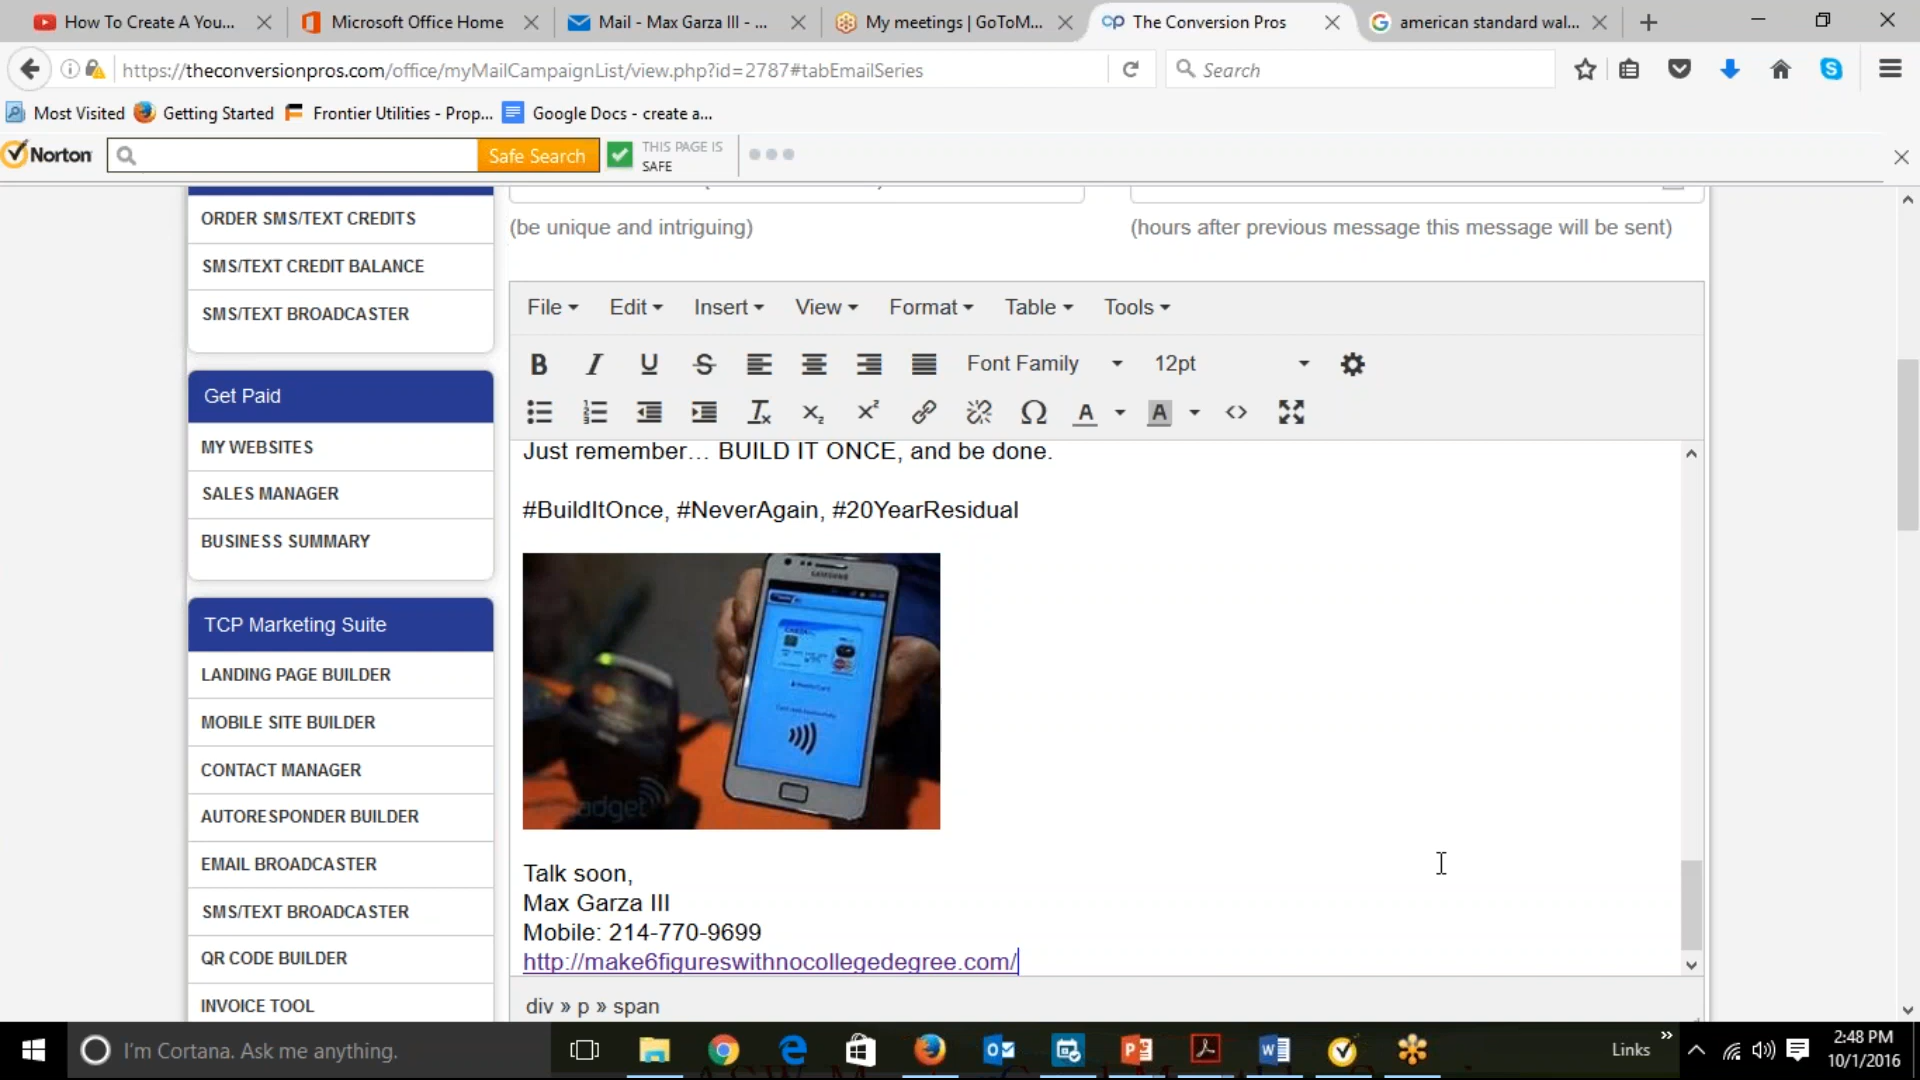 How To Create A You...
Microsoft Office Home
Mail - Max Garza III - ...
My meetings | GoToM...
The Conversion Pros
american standard wal...
https://theconversionpros.com/office/myMailCampaignList/view.php?id=2787#tabEmailSeries
Search
Most Visited
Getting Started
Frontier Utilities - Prop...
Google Docs - create a...
Norton
Safe Search
THIS PAGE IS
SAFE
ORDER SMS/TEXT CREDITS
SMS/TEXT CREDIT BALANCE
SMS/TEXT BROADCASTER
Get Paid
MY WEBSITES
SALES MANAGER
BUSINESS SUMMARY
TCP Marketing Suite
LANDING PAGE BUILDER
MOBILE SITE BUILDER
CONTACT MANAGER
AUTORESPONDER BUILDER
EMAIL BROADCASTER
SMS/TEXT BROADCASTER
QR CODE BUILDER
INVOICE TOOL
(be unique and intriguing)
(hours after previous message this message will be sent)
File Edit Insert View Format Table Tools
Font Family 12pt
Just remember... BUILD IT ONCE, and be done.
#BuildItOnce, #NeverAgain, #20YearResidual
SAMSUNG
Talk soon,
Max Garza III
Mobile: 214-770-9699
http://make6figureswithnocollegedegree.com/
div » p » span
I'm Cortana. Ask me anything.
Links
2:48 PM
10/1/2016